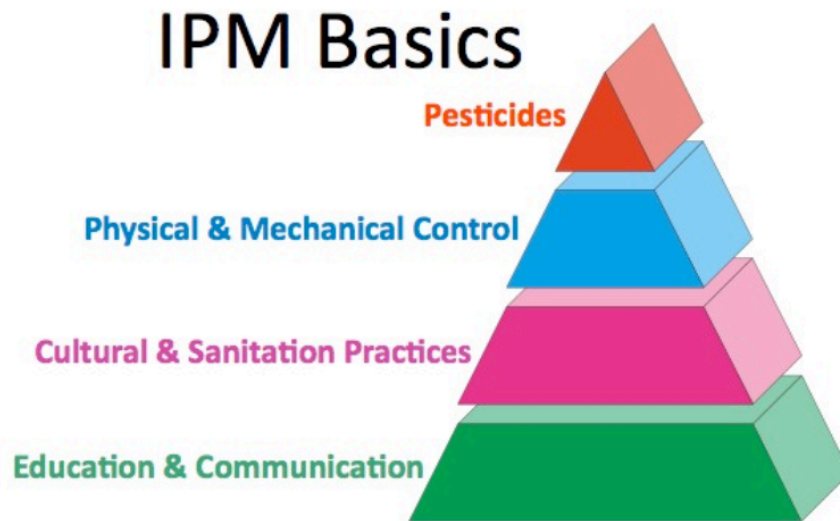 IPM Basics
Pesticides
Physical & Mechanical Control
Cultural & Sanitation Practices
Education & Communication